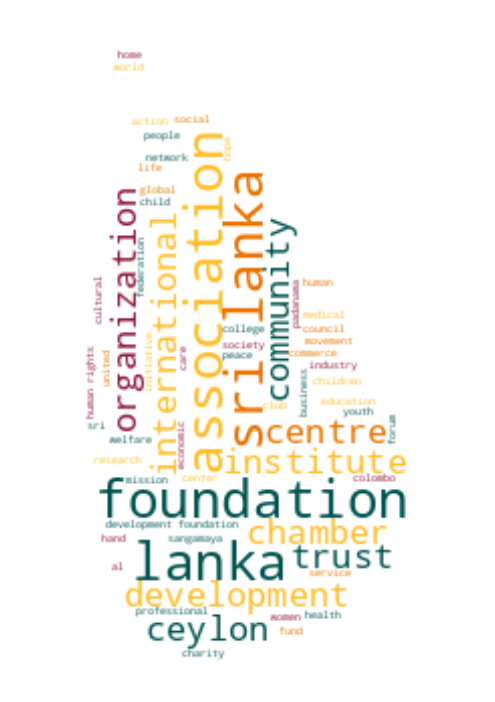 home
world
action social
people
network
life
hope
global
child
association
sri lanka
organization
international
community
federation
cultural
human
padanama
medical
college
council
movement
society
peace
commerce
care
initiative
united
human rights
industry
business
children
education
club
youth
sri
centre
forum
welfare
economic
research
institute
mission
center
colombo
foundation
development foundation
chamber
hand
sangamaya
lanka
trust
al
service
development
professional
women health
ceylon
fund
charity